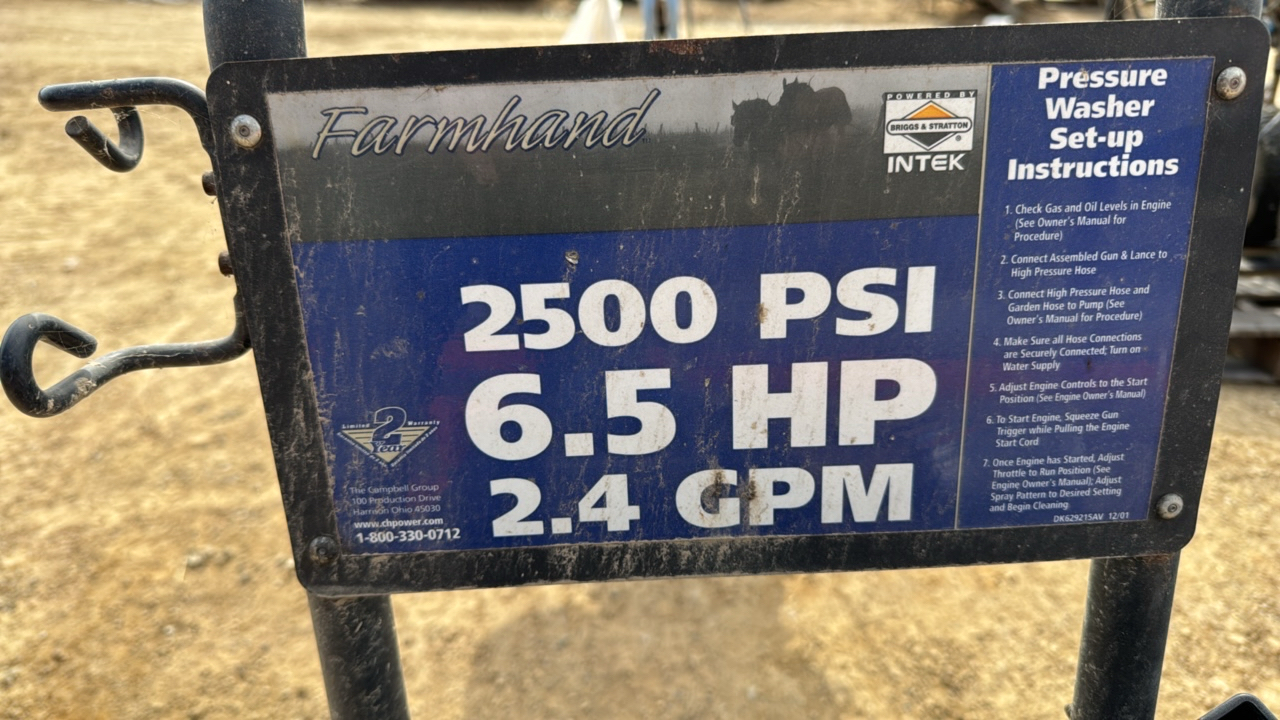 Farmhand
POWERED BY
BRIGGS & STRATTON
®
INTEK
2500 PSI
6.5 HP
2.4 GPM
Limited Warranty
2
Year
The Campbell Group
100 Production Drive
Harrison Ohio 45030
www.chpower.com
1-800-330-0712
Pressure
Washer
Set-up
Instructions
1. Check Gas and Oil Levels in Engine
(See Owner's Manual for
Procedure)
2. Connect Assembled Gun & Lance to
High Pressure Hose
3. Connect High Pressure Hose and
Garden Hose to Pump (See
Owner's Manual for Procedure)
4. Make Sure all Hose Connections
are Securely Connected; Turn on
Water Supply
5. Adjust Engine Controls to the Start
Position (See Engine Owner's Manual)
6. To Start Engine, Squeeze Gun
Trigger while Pulling the Engine
Start Cord
7. Once Engine has Started, Adjust
Throttle to Run Position (See
Engine Owner's Manual); Adjust
Spray Pattern to Desired Setting
and Begin Cleaning
DK629215AV 12/01